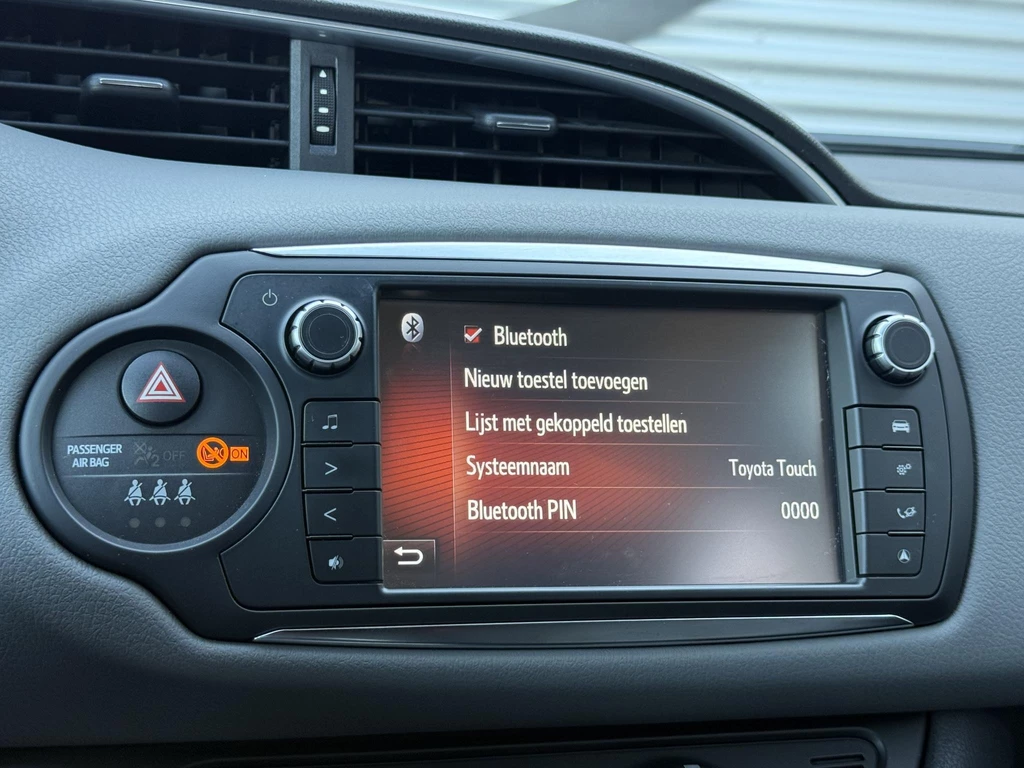 Bluetooth
Nieuw toestel toevoegen
Lijst met gekoppeld toestellen
Systeemnaam Toyota Touch
Bluetooth PIN 0000
PASSENGER
AIR BAG
2 OFF
ON